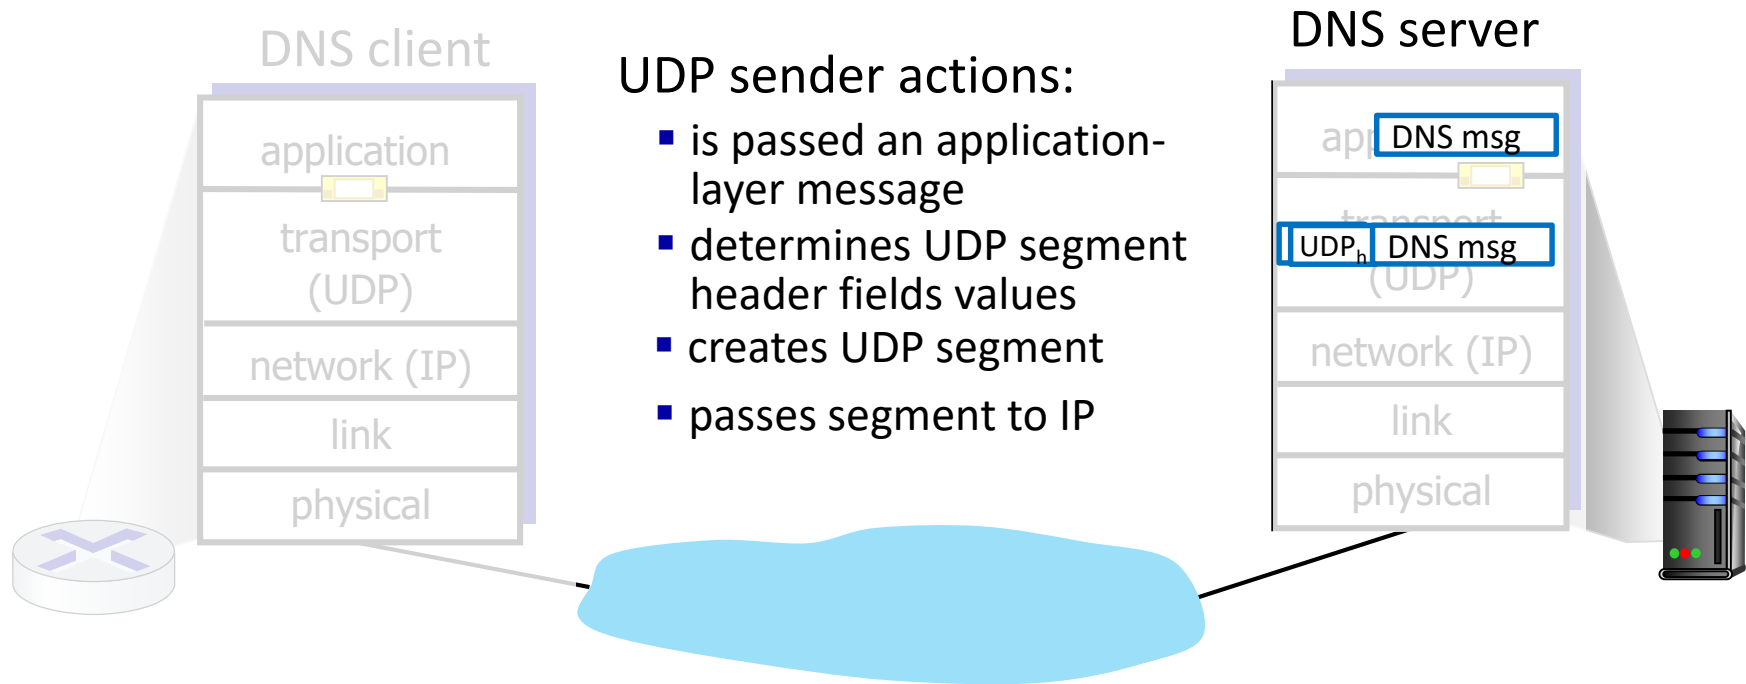 DNS client
application
transport
(UDP)
network (IP)
link
physical
UDP sender actions:
is passed an application-
layer message
determines UDP segment
header fields values
creates UDP segment
passes segment to IP
DNS server
DNS msg
transport
UDPh DNS msg
(UDP)
network (IP)
link
physical